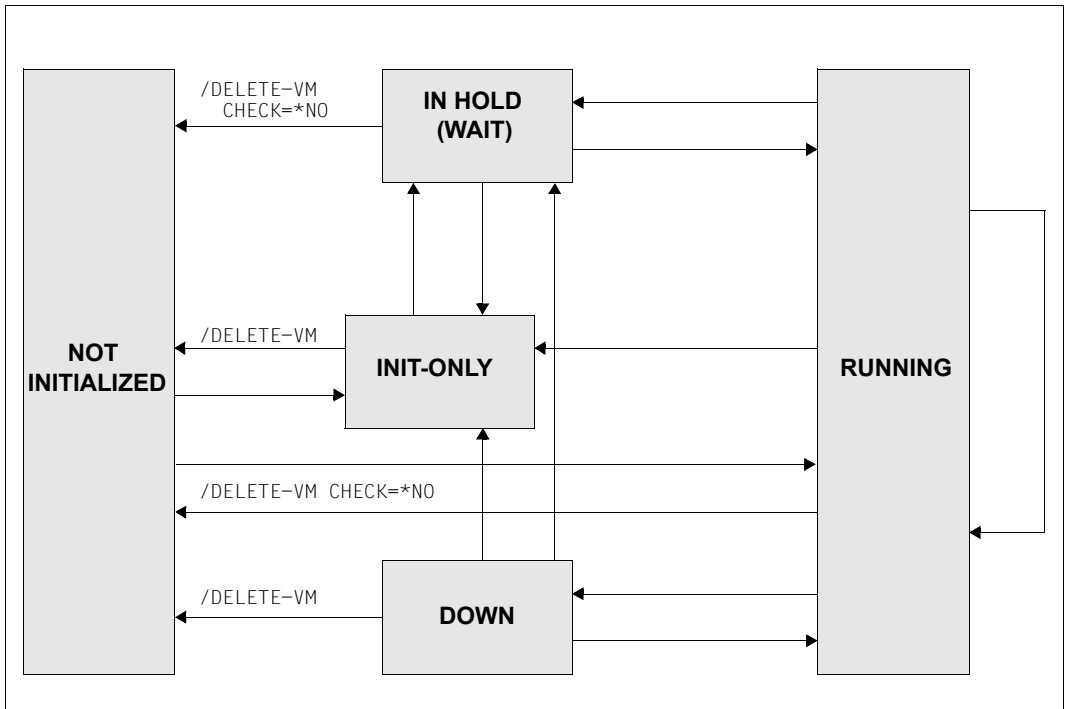 /DELETE-VM
CHECK=*NO
IN HOLD
(WAIT)
/DELETE-VM
NOT
INITIALIZED
INIT-ONLY
RUNNING
/DELETE-VM CHECK=*NO
/DELETE-VM
DOWN